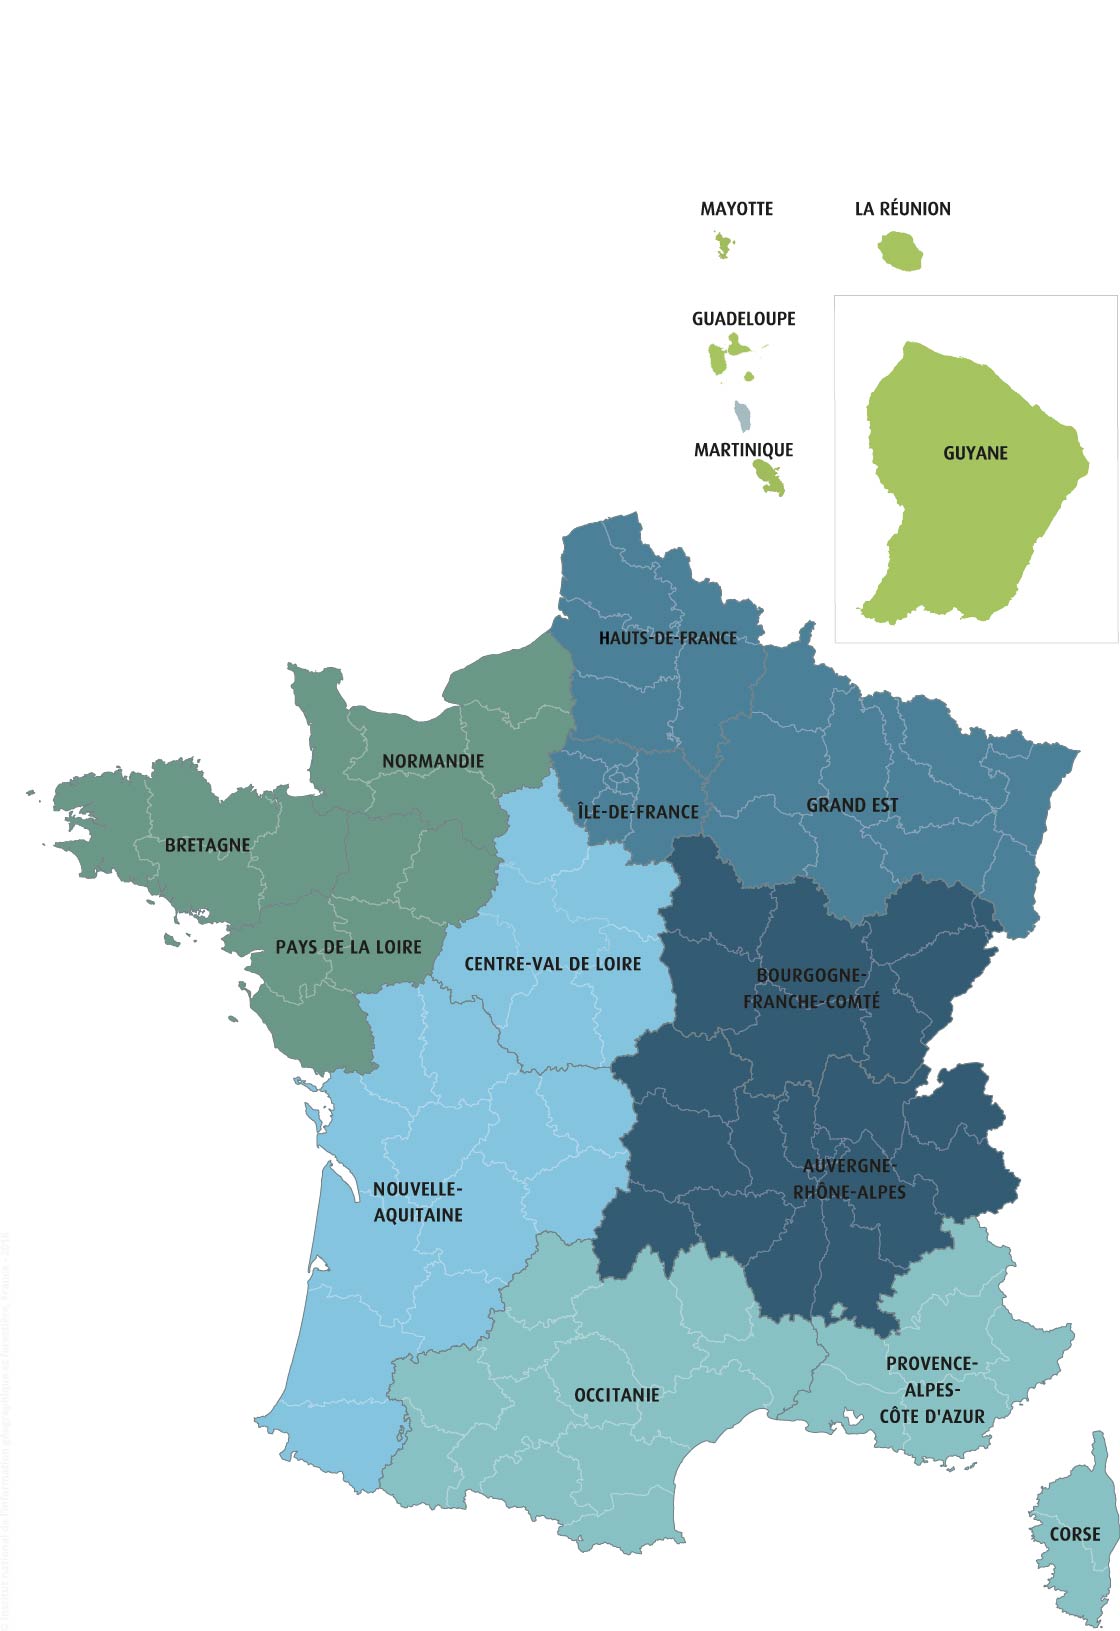 MAYOTTE
LA RÉUNION
GUADELOUPE
MARTINIQUE
GUYANE
HAUTS-DE-FRANCE
NORMANDIE
ÎLE-DE-FRANCE
GRAND EST
BRETAGNE
PAYS DE LA LOIRE
CENTRE-VAL DE LOIRE
BOURGOGNE-
FRANCHE-COMTÉ
AUVERGNE-
RHÔNE-ALPES
NOUVELLE-
AQUITAINE
OCCITANIE
PROVENCE-
ALPES-
CÔTE D'AZUR
CORSE